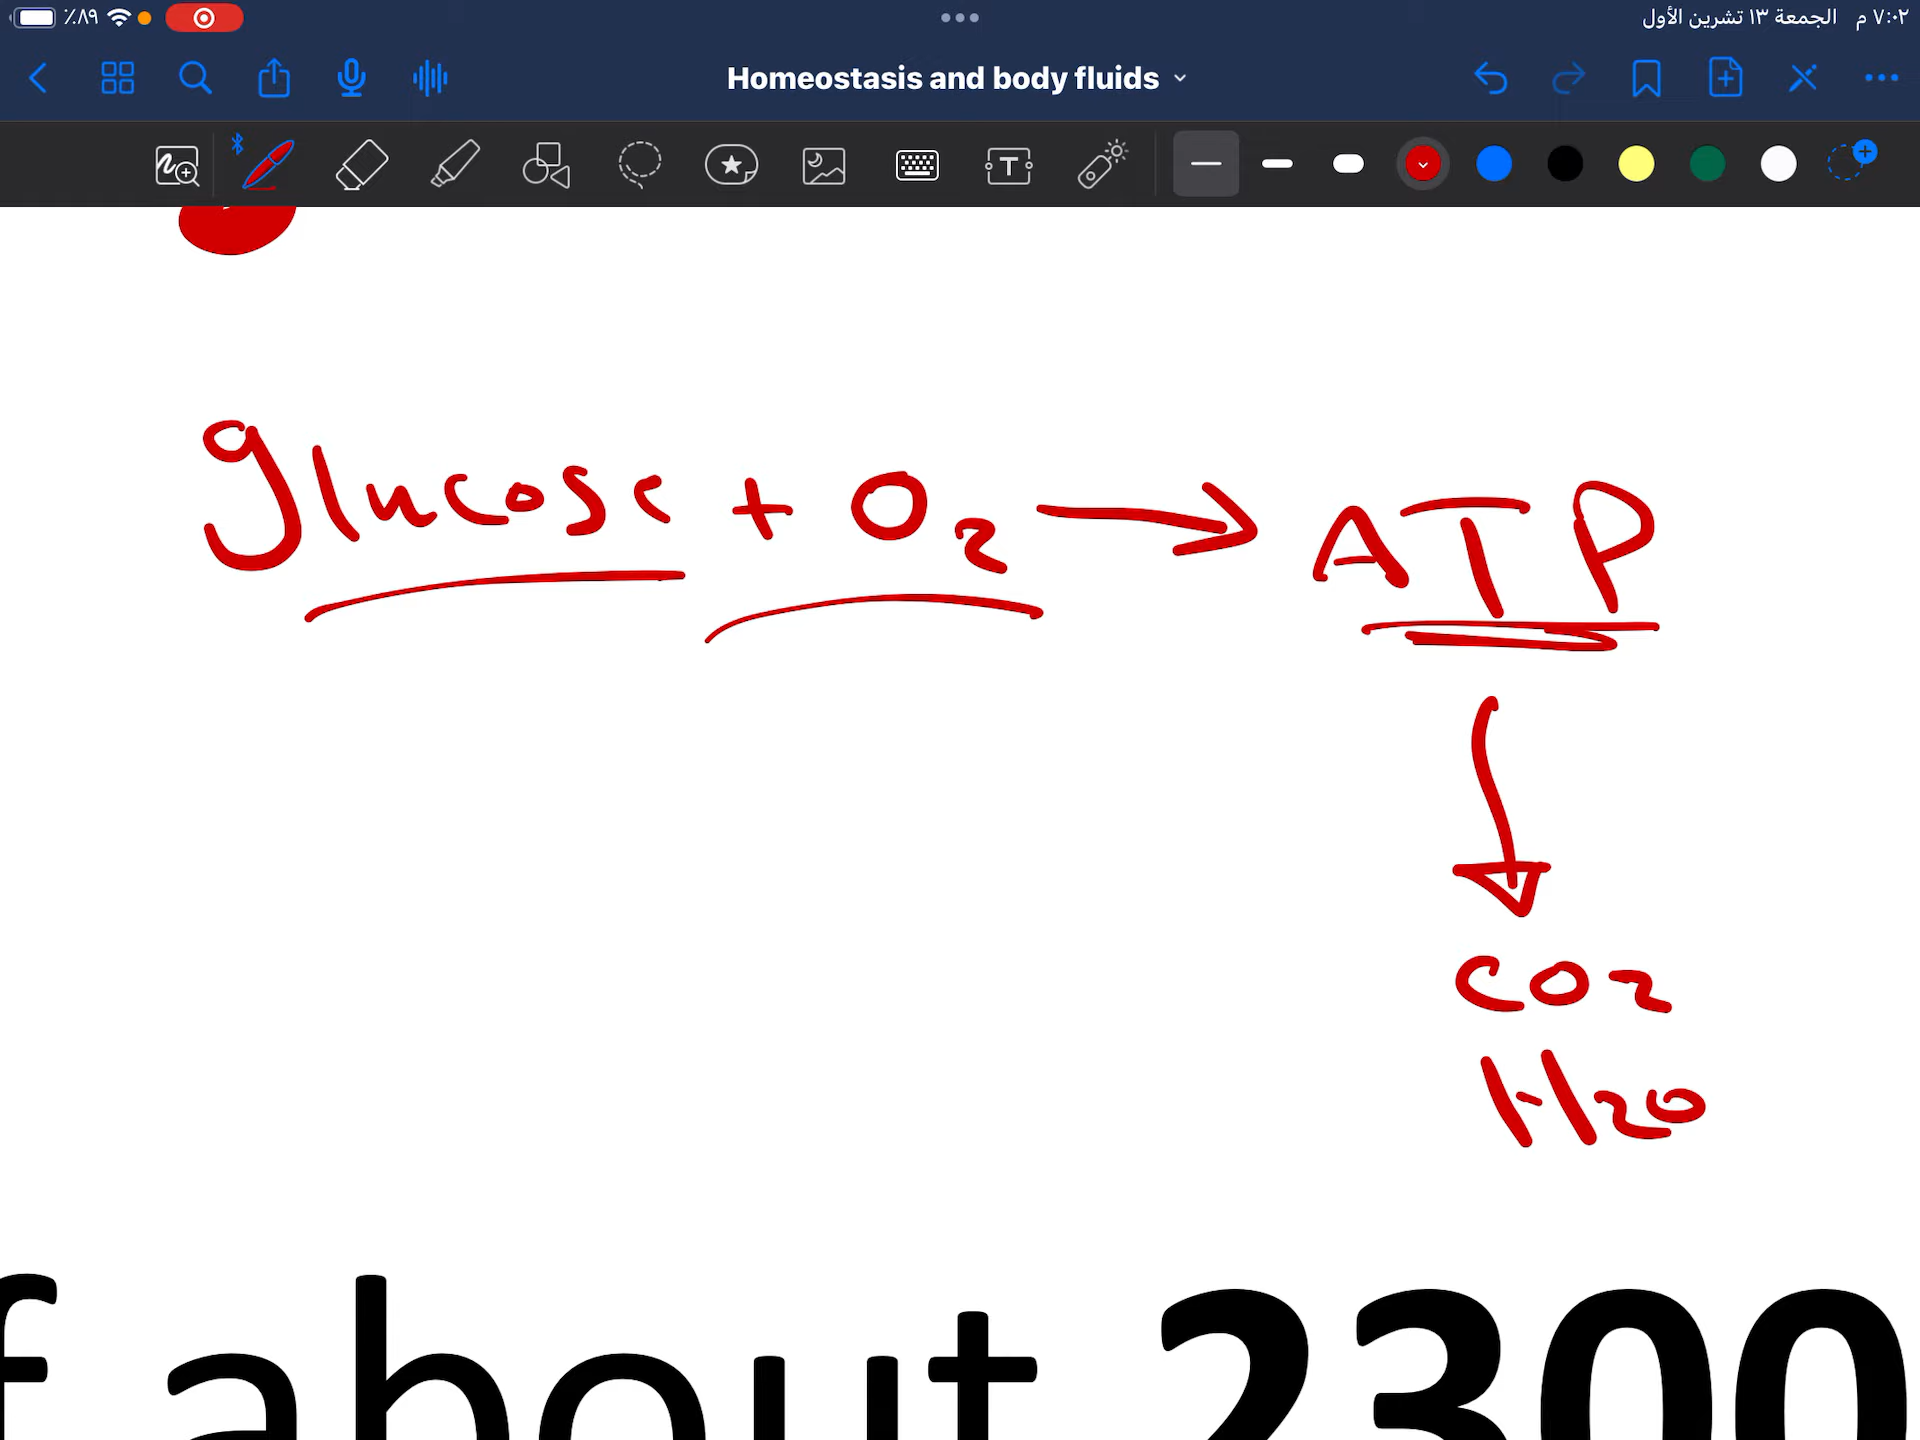 ٪٨٩ ٧:٠٢ م الجمعة ١٣ تشرين الأول
Homeostasis and body fluids
T
glucose + O2 → ATP
CO2
H2O
f about 2300